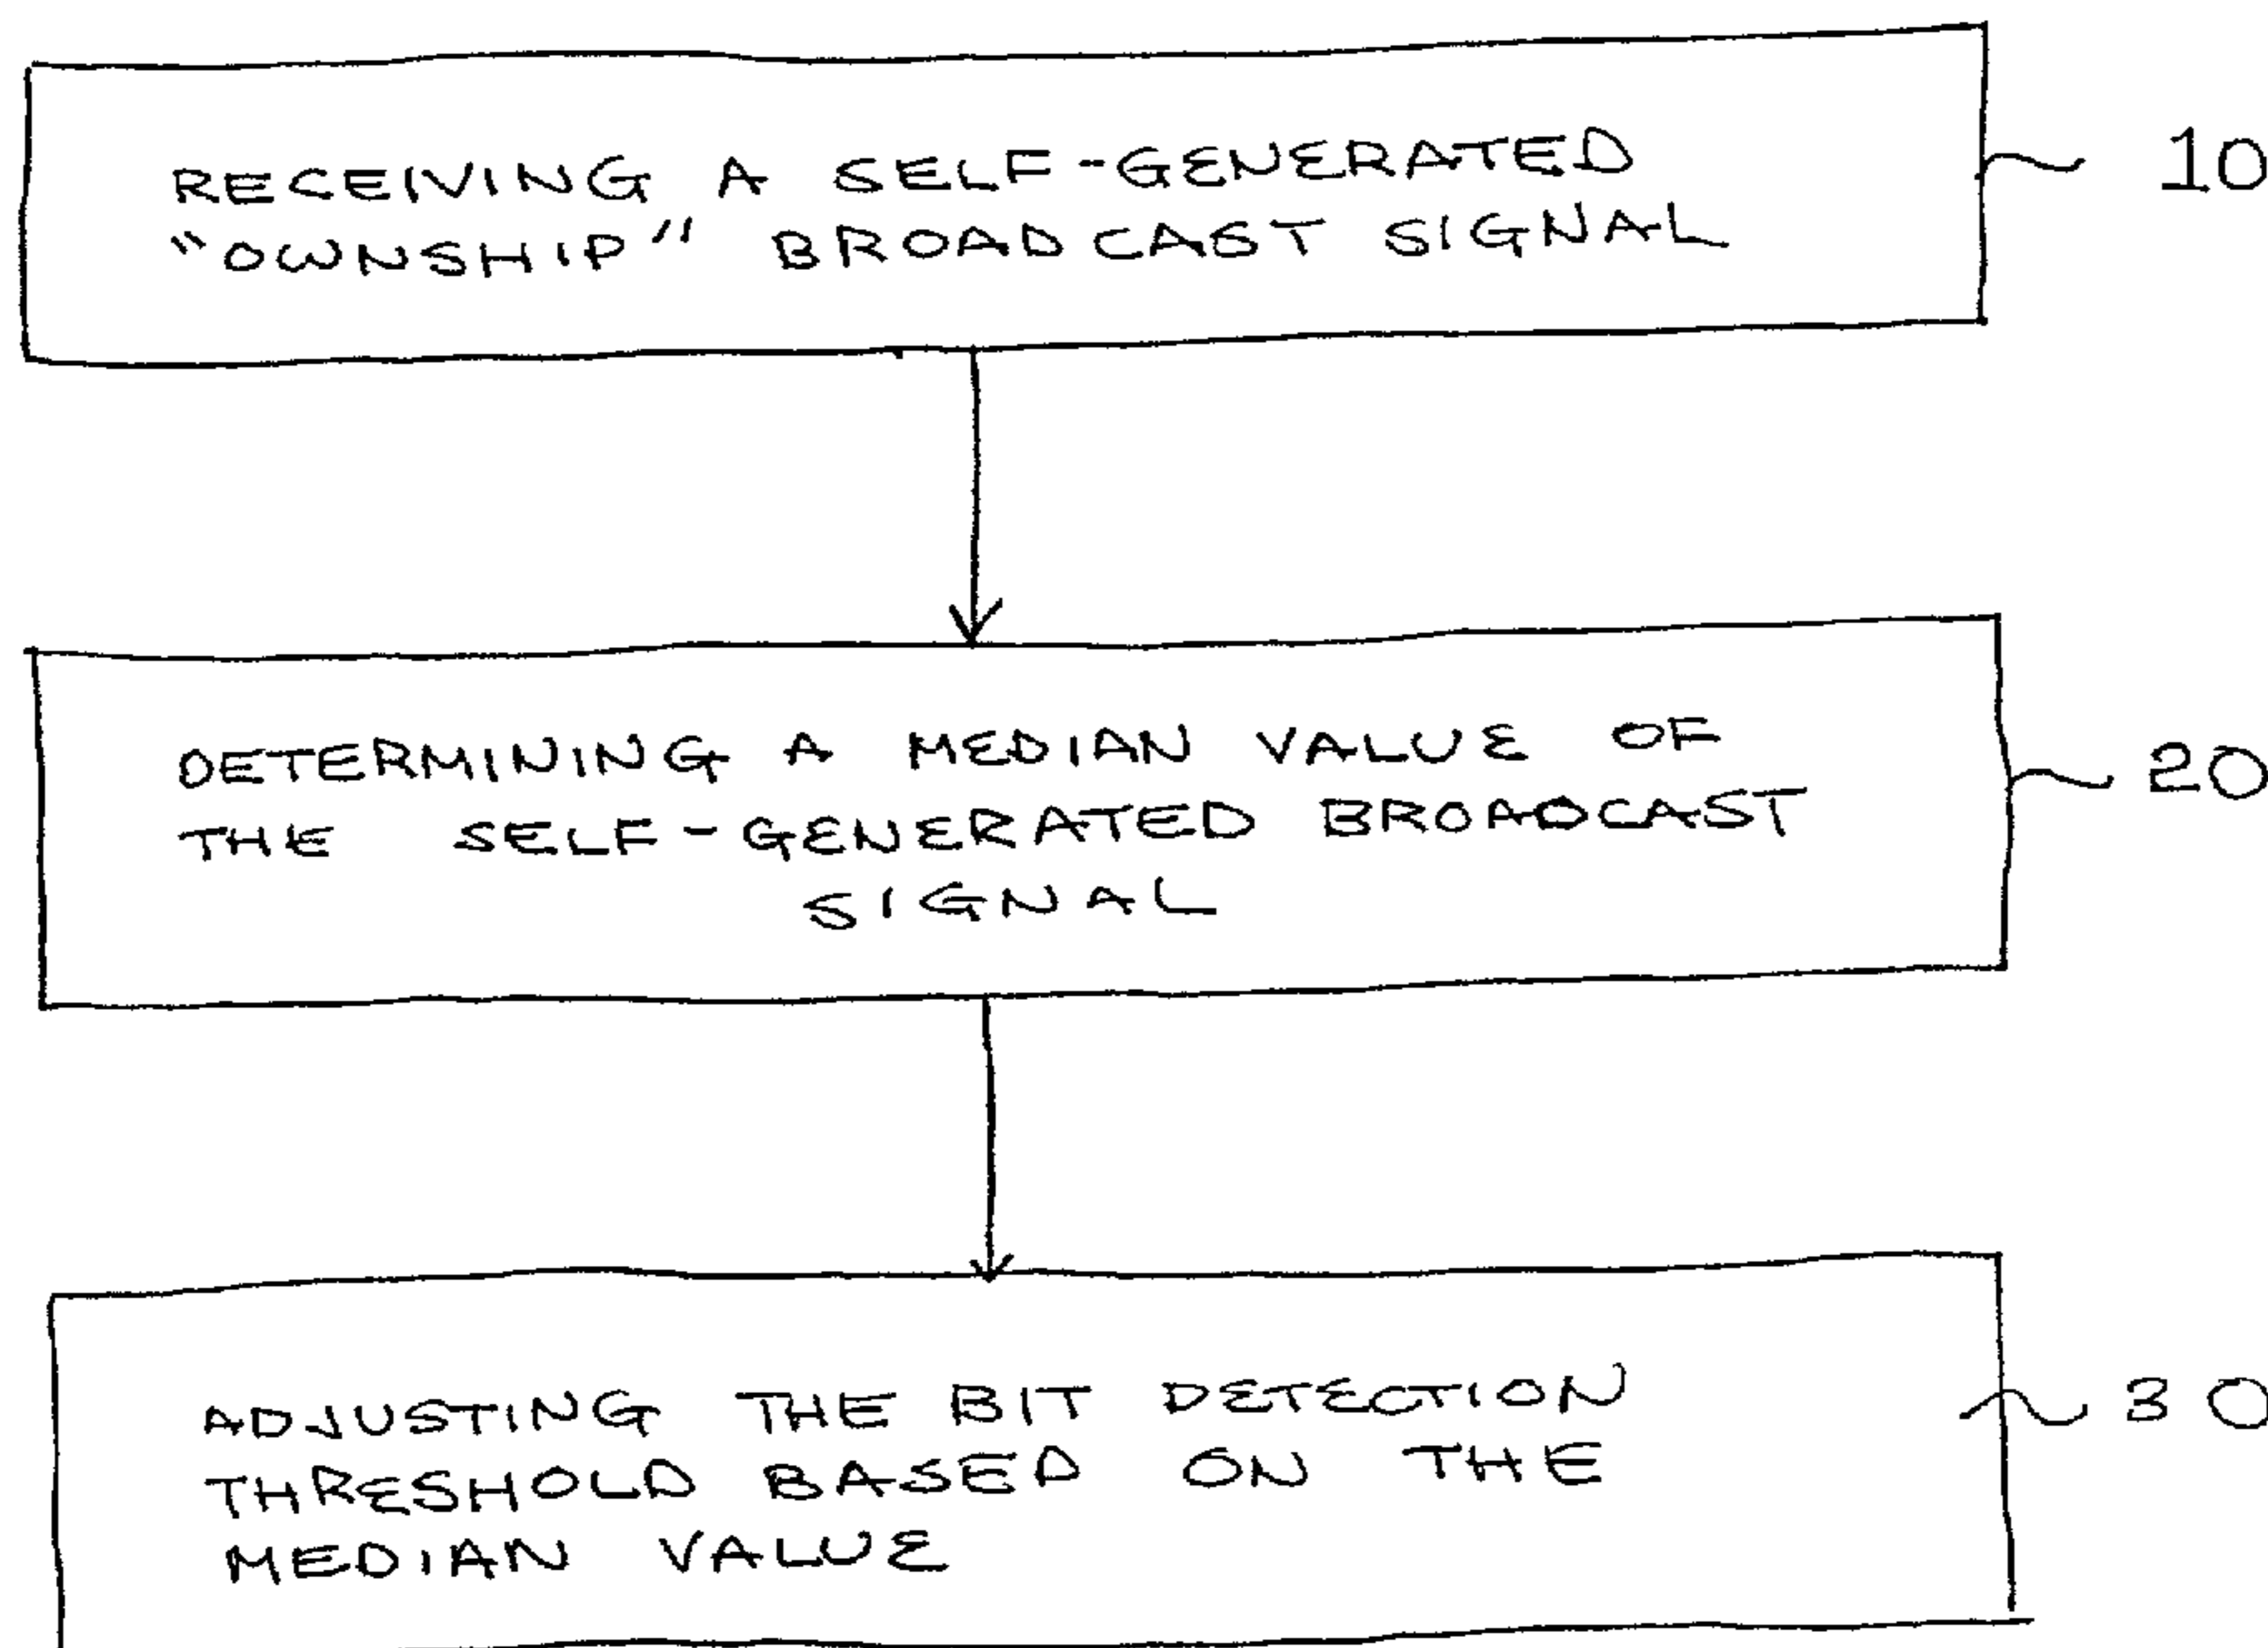 RECEIVING A SELF-GENERATED
"OWNSHIP" BROADCAST SIGNAL
10
DETERMINING A MEDIAN VALUE OF
THE SELF-GENERATED BROADCAST
SIGNAL
20
ADJUSTING THE BIT DETECTION
THRESHOLD BASED ON THE
MEDIAN VALUE
30